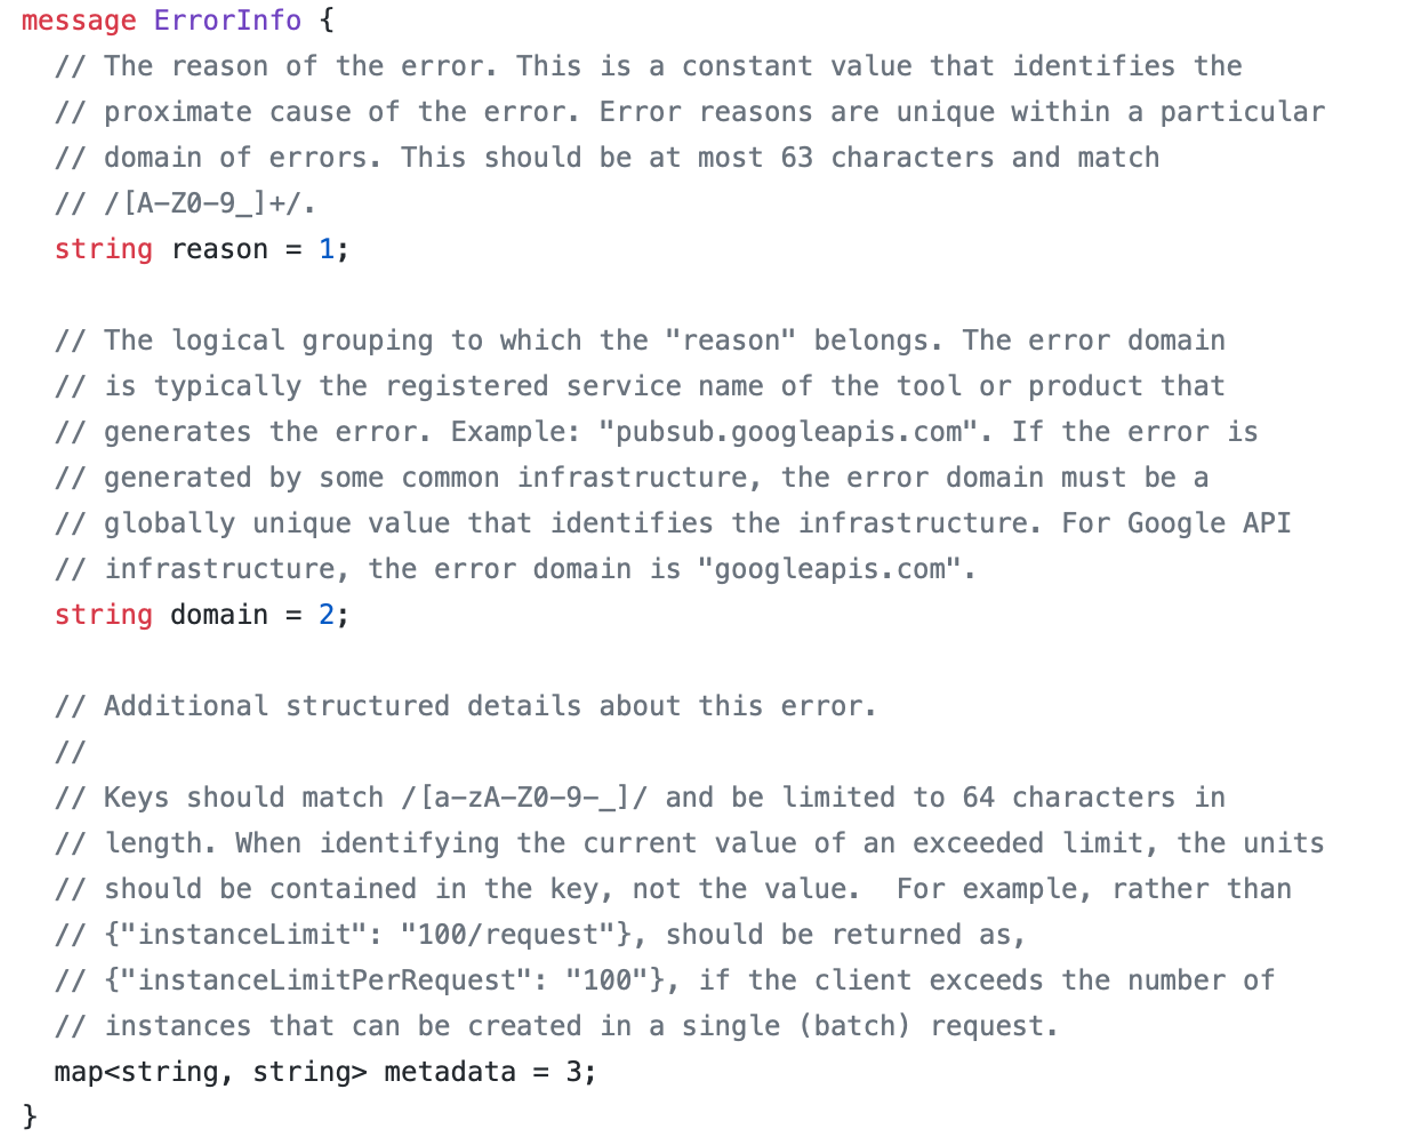 message ErrorInfo {
  // The reason of the error. This is a constant value that identifies the
  // proximate cause of the error. Error reasons are unique within a particular
  // domain of errors. This should be at most 63 characters and match
  // /[A-Z0-9_]+/.
  string reason = 1;

  // The logical grouping to which the "reason" belongs. The error domain
  // is typically the registered service name of the tool or product that
  // generates the error. Example: "pubsub.googleapis.com". If the error is
  // generated by some common infrastructure, the error domain must be a
  // globally unique value that identifies the infrastructure. For Google API
  // infrastructure, the error domain is "googleapis.com".
  string domain = 2;

  // Additional structured details about this error.
  //
  // Keys should match /[a-zA-Z0-9-_]/ and be limited to 64 characters in
  // length. When identifying the current value of an exceeded limit, the units
  // should be contained in the key, not the value.  For example, rather than
  // {"instanceLimit": "100/request"}, should be returned as,
  // {"instanceLimitPerRequest": "100"}, if the client exceeds the number of
  // instances that can be created in a single (batch) request.
  map<string, string> metadata = 3;
}